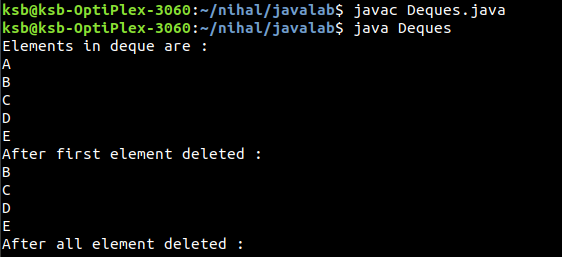 ksb@ksb-OptiPlex-3060:~/nihal/javalab$ javac Deques.java
ksb@ksb-OptiPlex-3060:~/nihal/javalab$ java Deques
Elements in deque are :
A
B
C
D
E
After first element deleted :
B
C
D
E
After all element deleted :